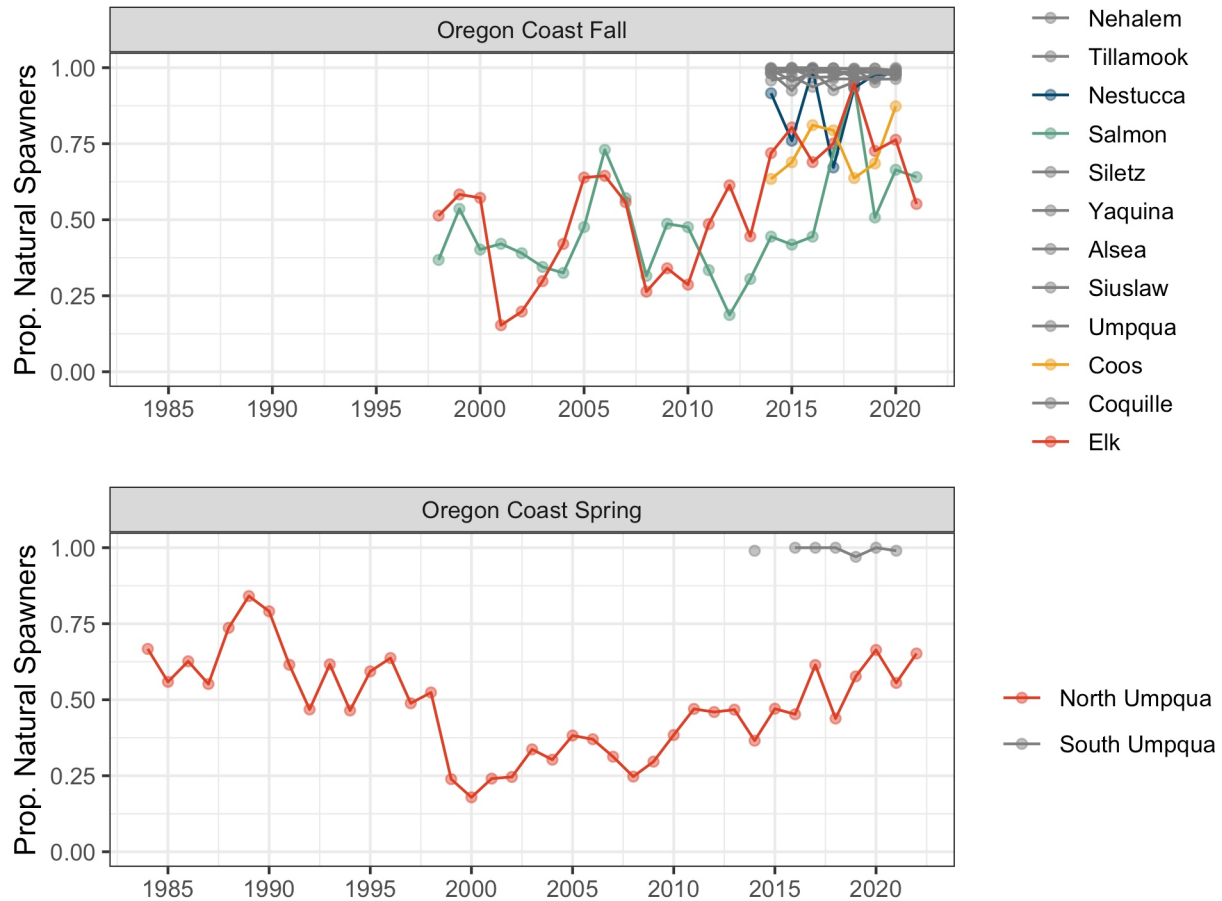 Oregon Coast Fall
Prop. Natural Spawners
1.00
0.75
0.50
0.25
0.00
1985 1990 1995 2000 2005 2010 2015 2020
Nehalem
Tillamook
Nestucca
Salmon
Siletz
Yaquina
Alsea
Siuslaw
Umpqua
Coos
Coquille
Elk
Oregon Coast Spring
Prop. Natural Spawners
1.00
0.75
0.50
0.25
0.00
1985 1990 1995 2000 2005 2010 2015 2020
North Umpqua
South Umpqua